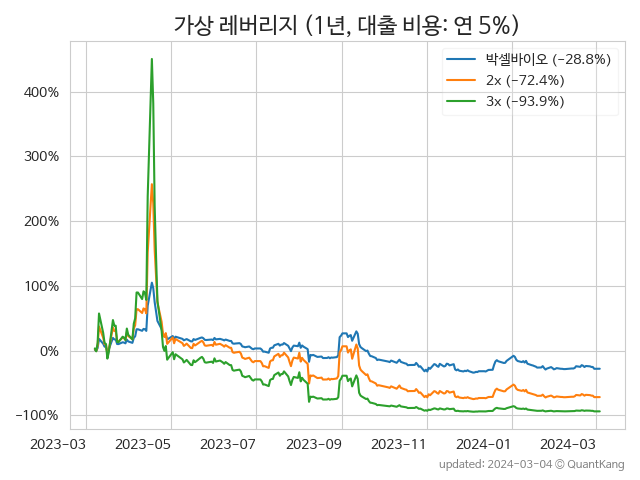 가상 레버리지 (1년, 대출 비용: 연 5%)
박셀바이오 (−28.8%)
2x (−72.4%)
3x (−93.9%)
400%
300%
200%
100%
0%
−100%
2023-03 2023-05 2023-07 2023-09 2023-11 2024-01 2024-03
updated: 2024-03-04 © QuantKang